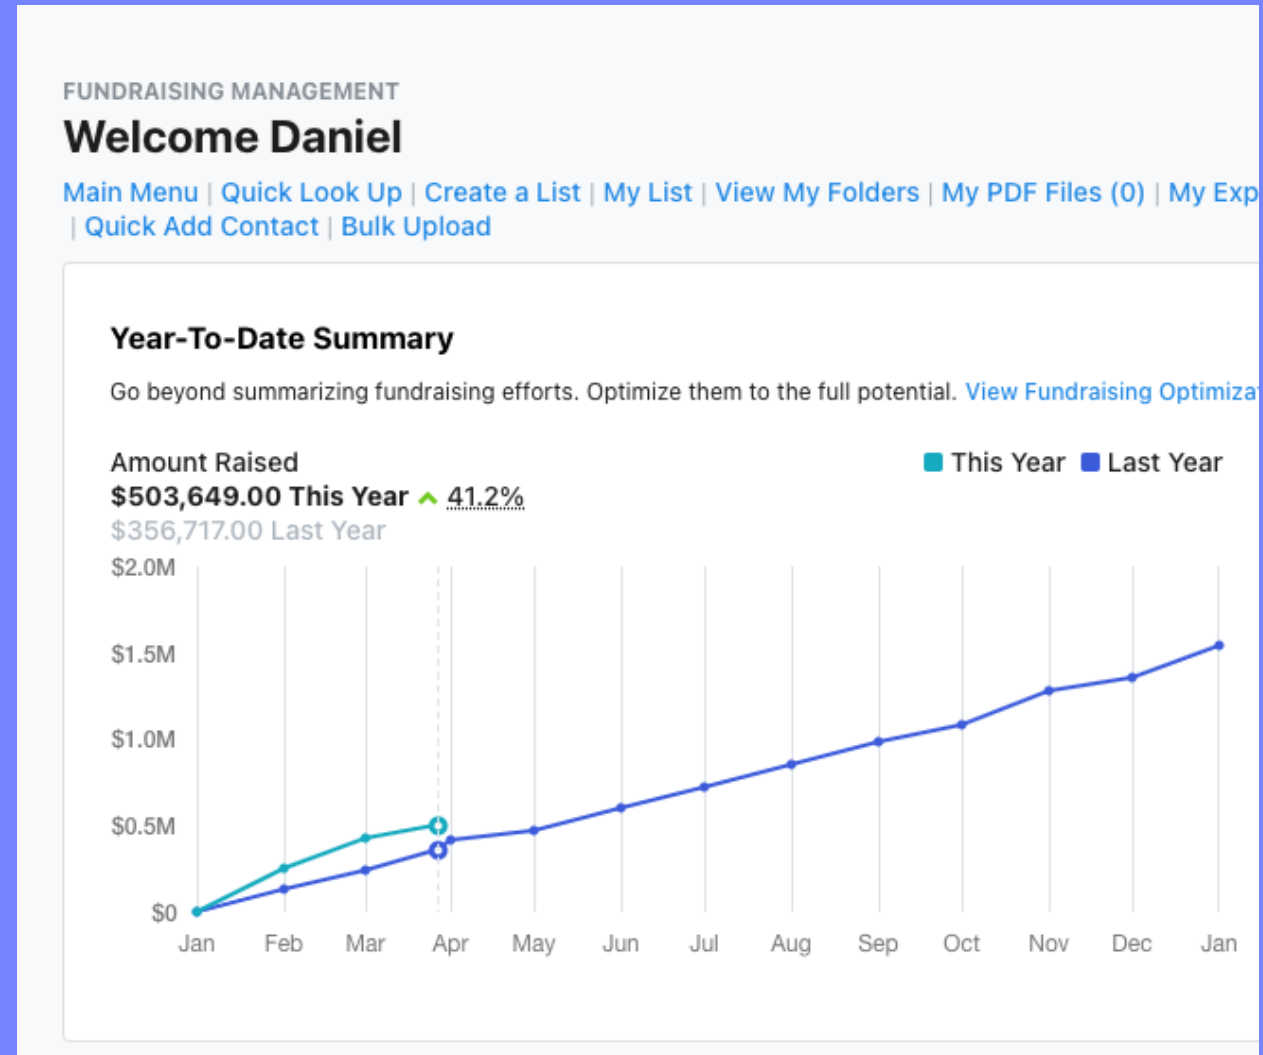 FUNDRAISING MANAGEMENT
Welcome Daniel
Main Menu | Quick Look Up | Create a List | My List | View My Folders | My PDF Files (0) | My Exp
| Quick Add Contact | Bulk Upload
Year-To-Date Summary
Go beyond summarizing fundraising efforts. Optimize them to the full potential. View Fundraising Optimiza
Amount Raised
This Year Last Year
$503,649.00 This Year 41.2%
$356,717.00 Last Year
$2.0M
$1.5M
$1.0M
$0.5M
$0
Jan Feb Mar Apr May Jun Jul Aug Sep Oct Nov Dec Jan